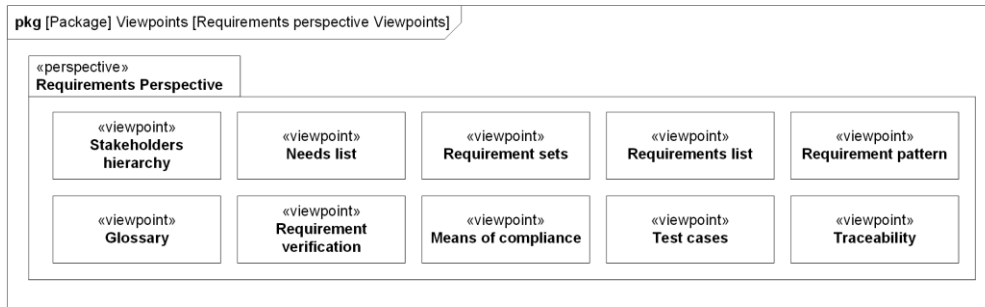 pkg [Package] Viewpoints [Requirements perspective Viewpoints]
«perspective»
Requirements Perspective
«viewpoint»
Stakeholders
hierarchy
«viewpoint»
Needs list
«viewpoint»
Requirement sets
«viewpoint»
Requirements list
«viewpoint»
Requirement pattern
«viewpoint»
Glossary
«viewpoint»
Requirement
verification
«viewpoint»
Means of compliance
«viewpoint»
Test cases
«viewpoint»
Traceability